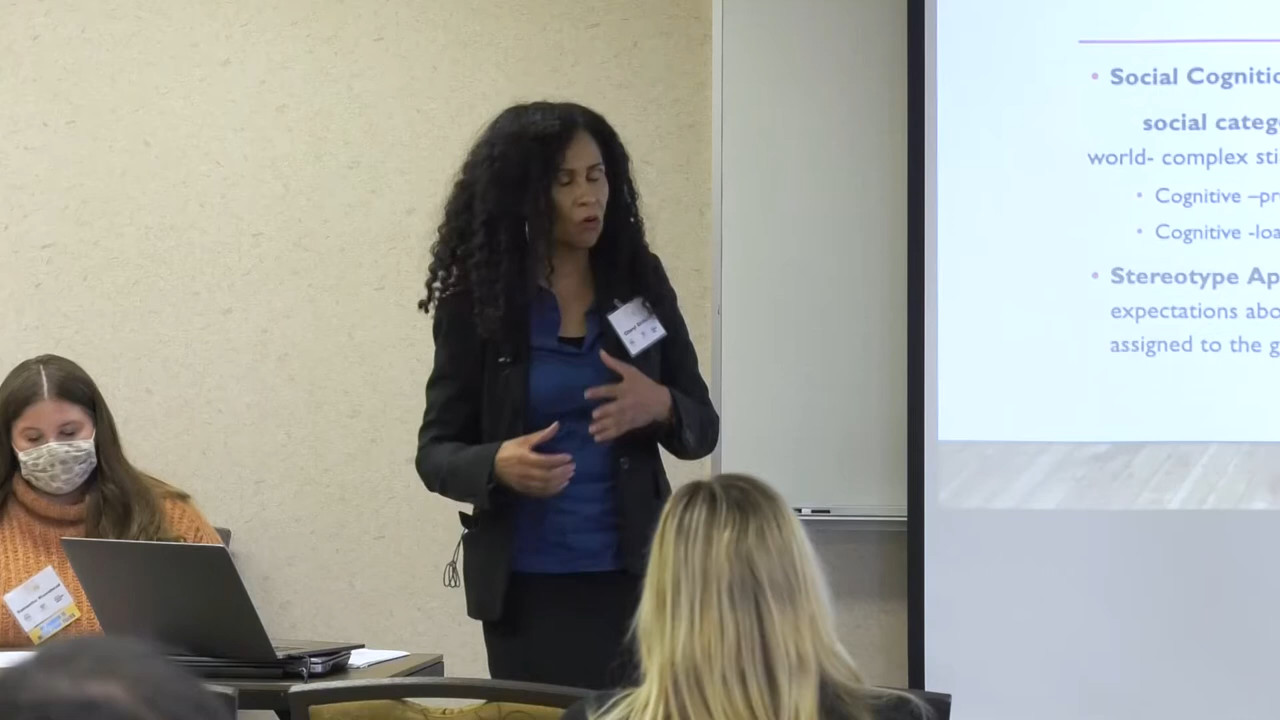 • Social Cognitio
social catego
world- complex sti
• Cognitive –pr
• Cognitive -loa
• Stereotype Ap
expectations abo
assigned to the g